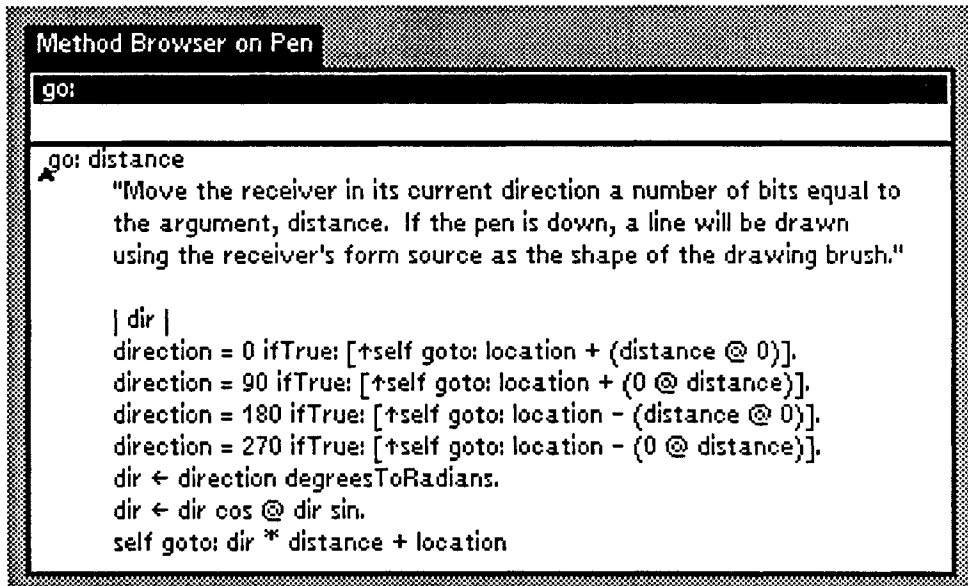 Method Browser on Pen
go:
go: distance
"Move the receiver in its current direction a number of bits equal to
the argument, distance. If the pen is down, a line will be drawn
using the receiver's form source as the shape of the drawing brush."
| dir |
direction = 0 ifTrue: [↑self goto: location + (distance @ 0)].
direction = 90 ifTrue: [↑self goto: location + (0 @ distance)].
direction = 180 ifTrue: [↑self goto: location - (distance @ 0)].
direction = 270 ifTrue: [↑self goto: location - (0 @ distance)].
dir ← direction degreesToRadians.
dir ← dir cos @ dir sin.
self goto: dir * distance + location